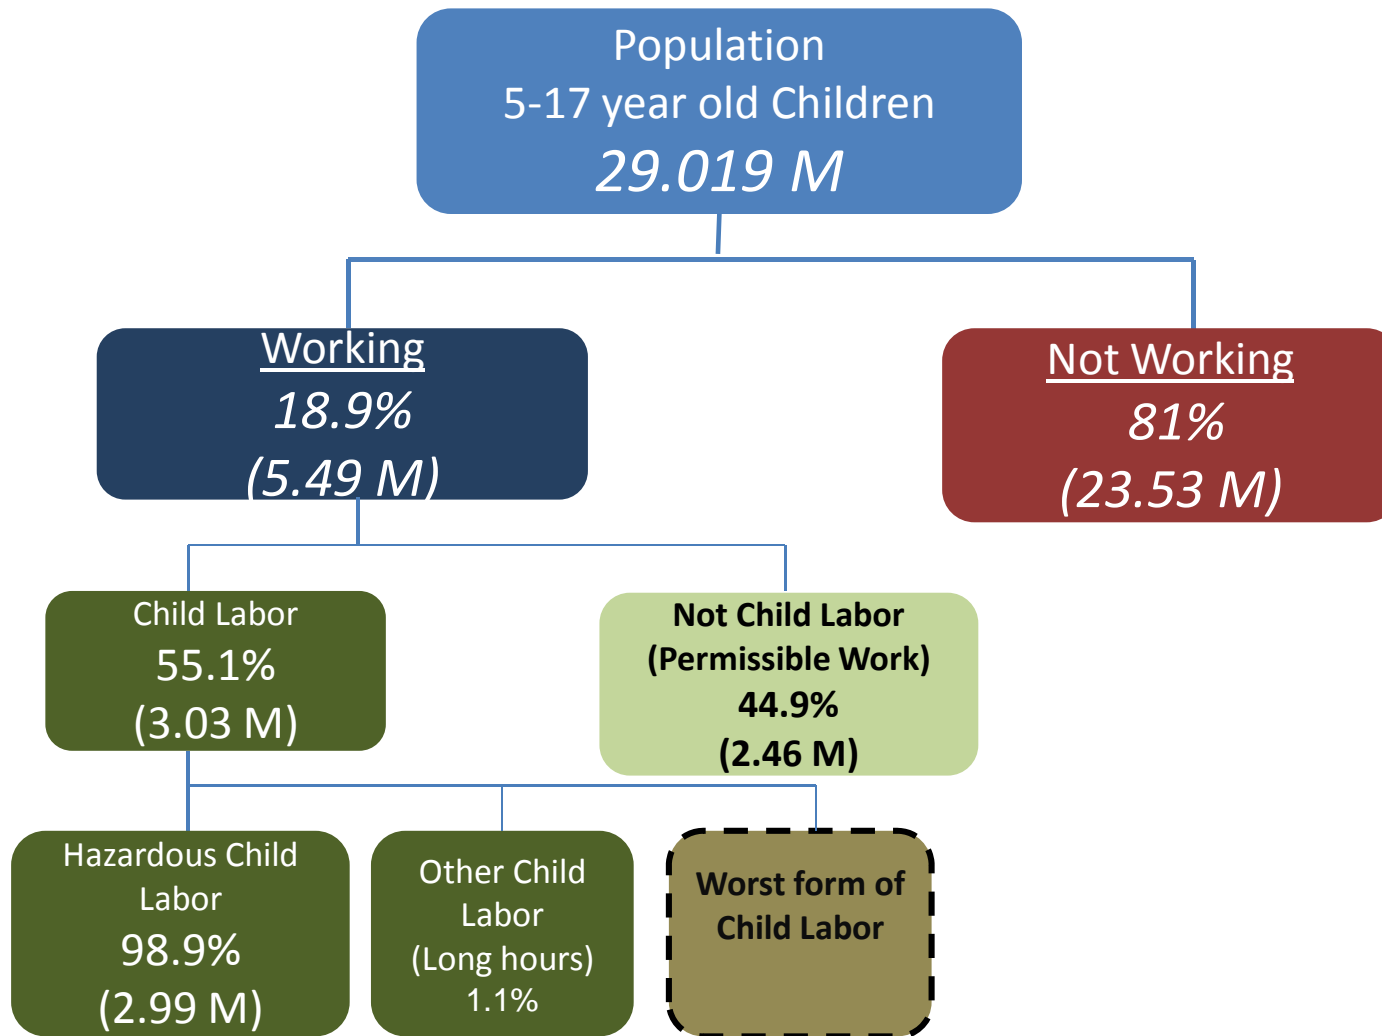 Population
5-17 year old Children
29.019 M
Working
18.9%
(5.49 M)
Not Working
81%
(23.53 M)
Child Labor
55.1%
(3.03 M)
Not Child Labor
(Permissible Work)
44.9%
(2.46 M)
Hazardous Child
Labor
98.9%
(2.99 M)
Other Child
Labor
(Long hours)
1.1%
Worst form of
Child Labor